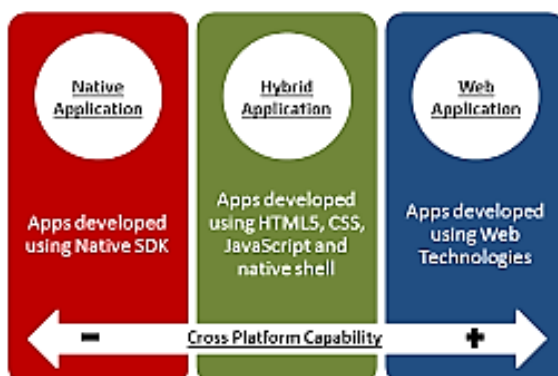 Native
Application
Hybrid
Application
Web
Application
Apps developed
using Native SDK
Apps developed
using HTML5, CSS,
JavaScript and
native shell
Apps developed
using Web
Technologies
- Cross Platform Capability +